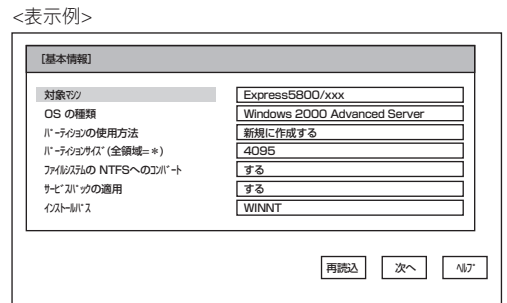 <表示例>
[基本情報]
対象ﾏｼﾝ Express5800/xxx
OS の種類 Windows 2000 Advanced Server
ﾊﾟｰﾃｨｼｮﾝの使用方法 新規に作成する
ﾊﾟｰﾃｨｼｮﾝｻｲｽﾞ(全領域=＊) 4095
ﾌｧｲﾙｼｽﾃﾑの NTFSへのｺﾝﾊﾞｰﾄ する
ｻｰﾋﾞｽﾊﾟｯｸの適用 する
ｲﾝｽﾄｰﾙﾊﾟｽ WINNT
再読込 次へ ﾍﾙﾌﾟ